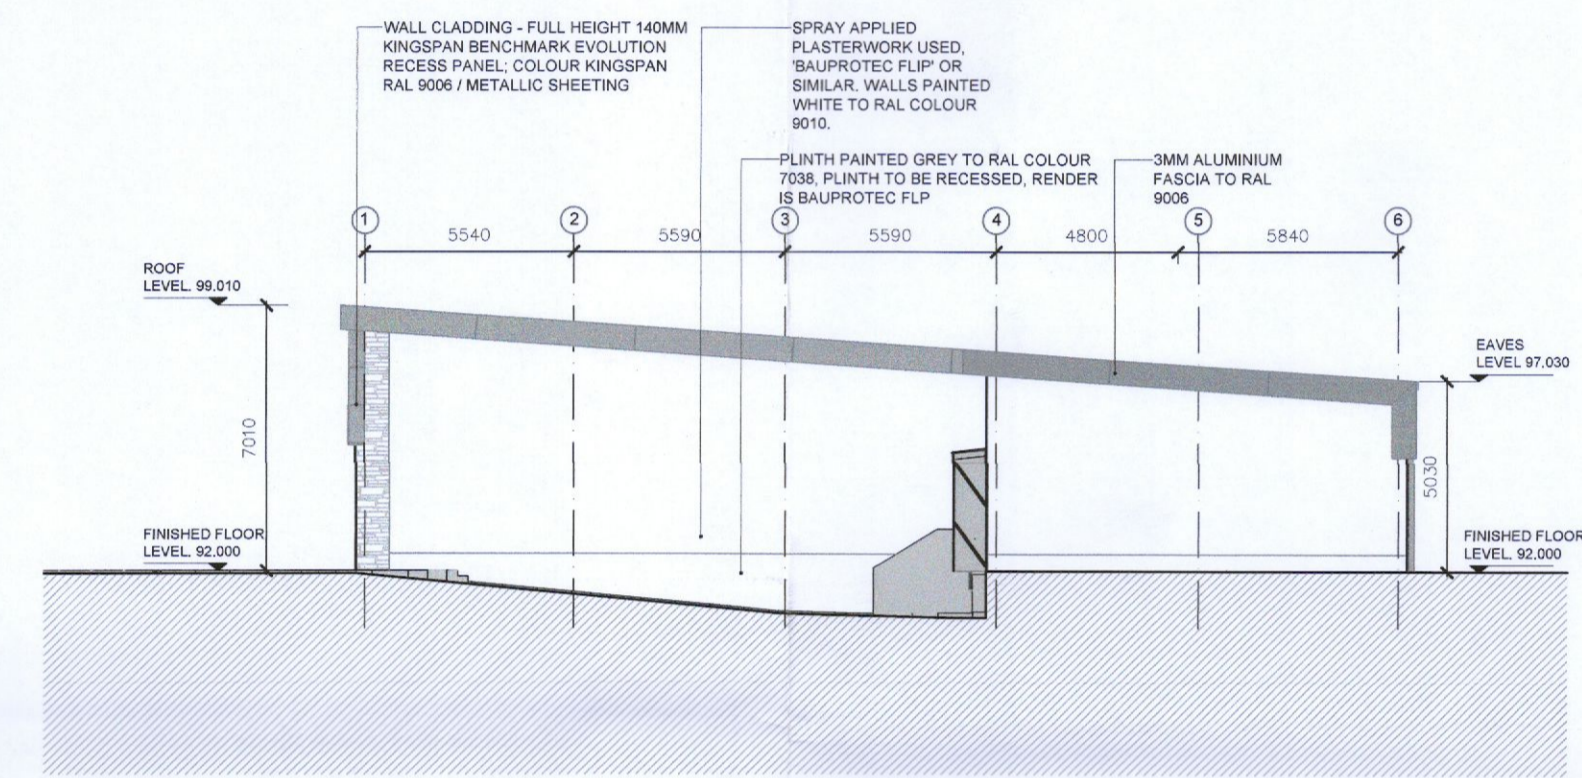 WALL CLADDING - FULL HEIGHT 140MM
KINGSPAN BENCHMARK EVOLUTION
RECESS PANEL; COLOUR KINGSPAN
RAL 9006 / METALLIC SHEETING
SPRAY APPLIED
PLASTERWORK USED,
'BAUPROTEC FLIP' OR
SIMILAR. WALLS PAINTED
WHITE TO RAL COLOUR
9010.
PLINTH PAINTED GREY TO RAL COLOUR
7038, PLINTH TO BE RECESSED, RENDER
IS BAUPROTEC FLP
3MM ALUMINIUM
FASCIA TO RAL
9006
1 2 3 4 5 6
5540 5590 5590 4800 5840
ROOF
LEVEL. 99.010
EAVES
LEVEL 97.030
7010
5030
FINISHED FLOOR
LEVEL. 92.000
FINISHED FLOOR
LEVEL. 92.000